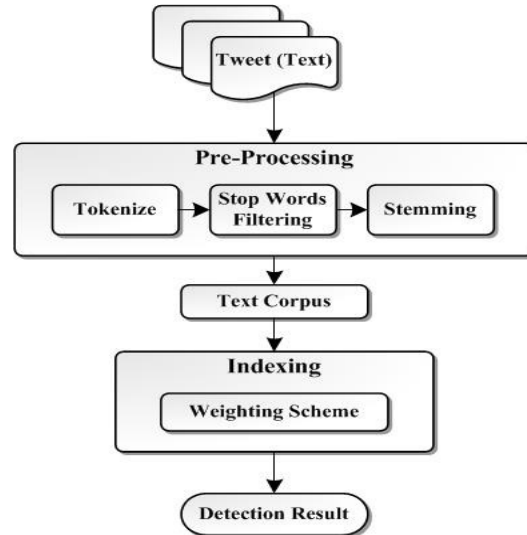 Tweet (Text)
Pre-Processing
Tokenize
Stop Words
Filtering
Stemming
Text Corpus
Indexing
Weighting Scheme
Detection Result